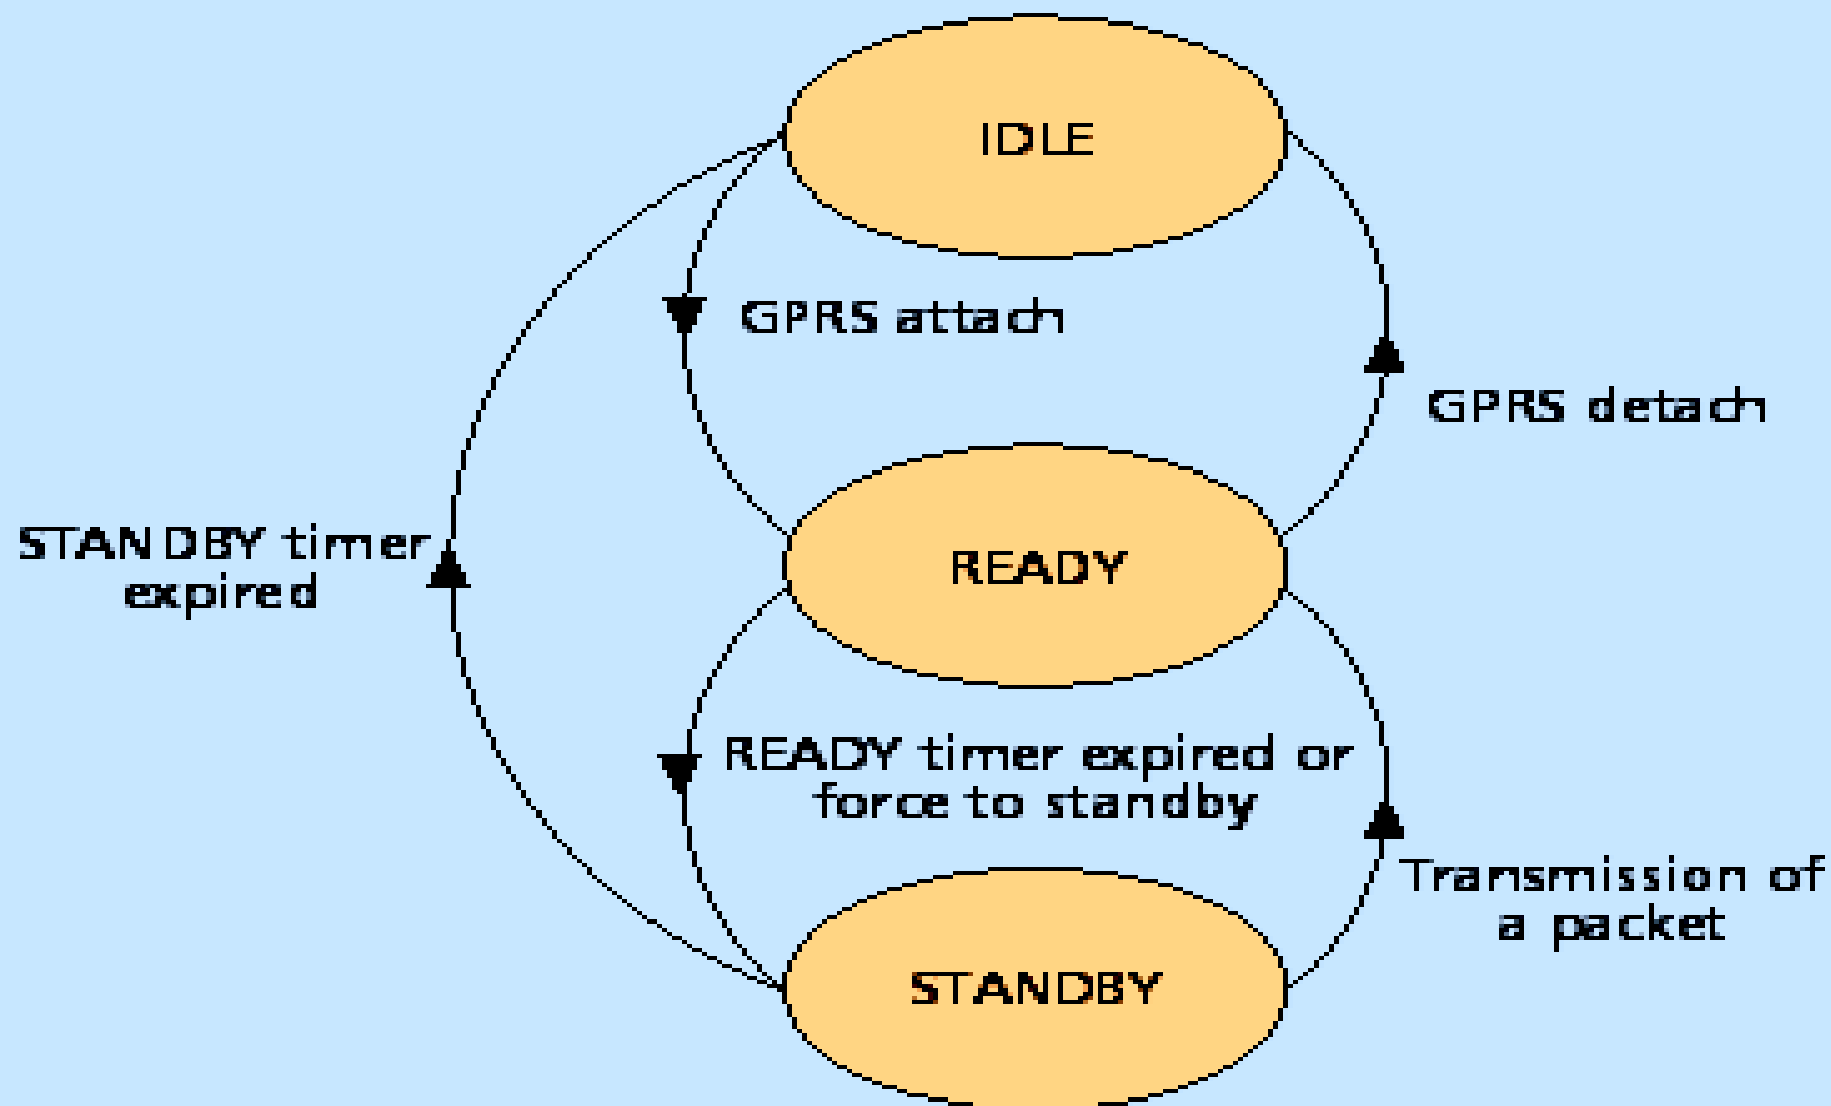 IDLE
GPRS attach
GPRS detach
STANDBY timer
expired
READY
READY timer expired or
force to standby
Transmission of
a packet
STANDBY